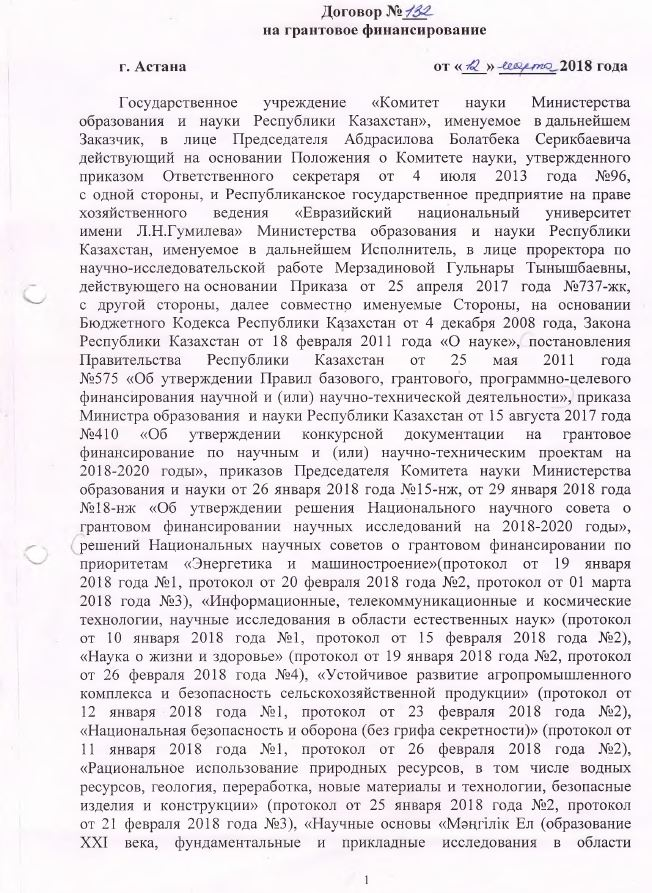 Договор № 132
на грантовое финансирование
г. Астана от « 12 » марта 2018 года
Государственное учреждение «Комитет науки Министерства
образования и науки Республики Казахстан», именуемое в дальнейшем
Заказчик, в лице Председателя Абдрасилова Болатбека Серикбаевича
действующий на основании Положения о Комитете науки, утвержденного
приказом Ответственного секретаря от 4 июля 2013 года №96,
с одной стороны, и Республиканское государственное предприятие на праве
хозяйственного ведения «Евразийский национальный университет
имени Л.Н.Гумилева» Министерства образования и науки Республики
Казахстан, именуемое в дальнейшем Исполнитель, в лице проректора по
научно-исследовательской работе Мерзадиновой Гульнары Тынышбаевны,
действующего на основании Приказа от 25 апреля 2017 года №737-жк,
с другой стороны, далее совместно именуемые Стороны, на основании
Бюджетного Кодекса Республики Казахстан от 4 декабря 2008 года, Закона
Республики Казахстан от 18 февраля 2011 года «О науке», постановления
Правительства Республики Казахстан от 25 мая 2011 года
№575 «Об утверждении Правил базового, грантового, программно-целевого
финансирования научной и (или) научно-технической деятельности», приказа
Министра образования и науки Республики Казахстан от 15 августа 2017 года
№410 «Об утверждении конкурсной документации на грантовое
финансирование по научным и (или) научно-техническим проектам на
2018-2020 годы», приказов Председателя Комитета науки Министерства
образования и науки от 26 января 2018 года №15-нж, от 29 января 2018 года
№18-нж «Об утверждении решения Национального научного совета о
грантовом финансировании научных исследований на 2018-2020 годы»,
решений Национальных научных советов о грантовом финансировании по
приоритетам «Энергетика и машиностроение»(протокол от 19 января
2018 года №1, протокол от 20 февраля 2018 года №2, протокол от 01 марта
2018 года №3), «Информационные, телекоммуникационные и космические
технологии, научные исследования в области естественных наук» (протокол
от 10 января 2018 года №1, протокол от 15 февраля 2018 года №2),
«Наука о жизни и здоровье» (протокол от 19 января 2018 года №2, протокол
от 26 февраля 2018 года №4), «Устойчивое развитие агропромышленного
комплекса и безопасность сельскохозяйственной продукции» (протокол от
12 января 2018 года №1, протокол от 23 февраля 2018 года №2),
«Национальная безопасность и оборона (без грифа секретности)» (протокол от
11 января 2018 года №1, протокол от 26 февраля 2018 года №2),
«Рациональное использование природных ресурсов, в том числе водных
ресурсов, геология, переработка, новые материалы и технологии, безопасные
изделия и конструкции» (протокол от 25 января 2018 года №2, протокол
от 21 февраля 2018 года №3), «Научные основы «Мәңгілік Ел (образование
XXI века, фундаментальные и прикладные исследования в области
1